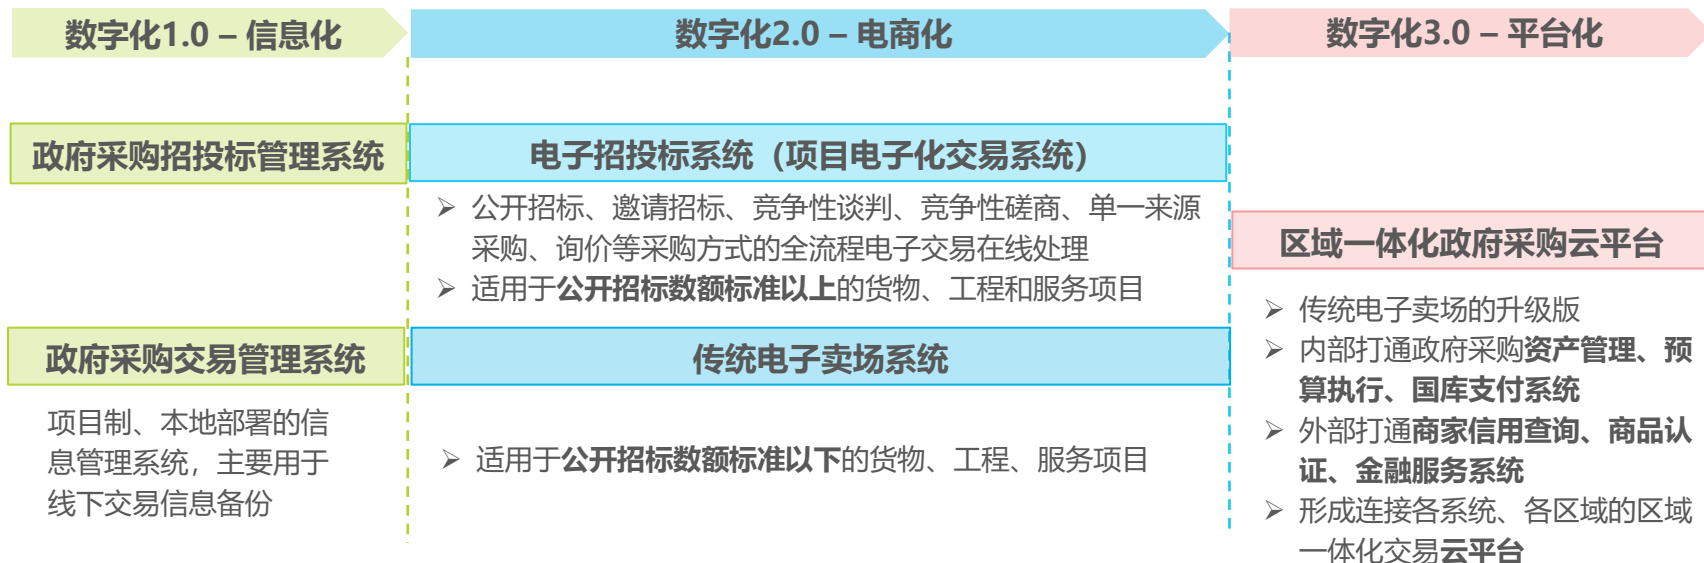 数字化1.0 – 信息化
数字化2.0 – 电商化
数字化3.0 – 平台化
政府采购招投标管理系统
电子招投标系统（项目电子化交易系统）
➢ 公开招标、邀请招标、竞争性谈判、竞争性磋商、单一来源
采购、询价等采购方式的全流程电子交易在线处理
➢ 适用于公开招标数额标准以上的货物、工程和服务项目
政府采购交易管理系统
项目制、本地部署的信
息管理系统，主要用于
线下交易信息备份
传统电子卖场系统
➢ 适用于公开招标数额标准以下的货物、工程、服务项目
区域一体化政府采购云平台
➢ 传统电子卖场的升级版
➢ 内部打通政府采购资产管理、预
算执行、国库支付系统
➢ 外部打通商家信用查询、商品认
证、金融服务系统
➢ 形成连接各系统、各区域的区域
一体化交易云平台